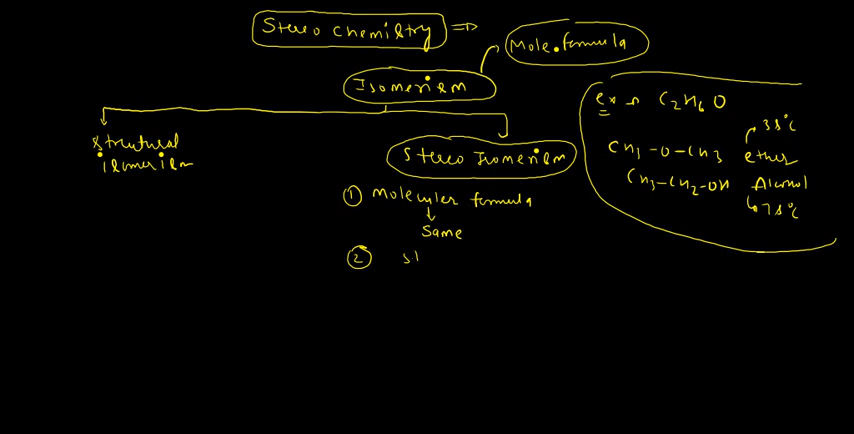 Stereo chemistry ⇒
Mole. formula
Isomerism
Structural
isomerism
Stereo Isomerism
① Molecular formula
↓
Same
②
ex → C2H6O
38°C
CH3-O-CH3 ether
CH3-CH2-OH Alcohol
78°C